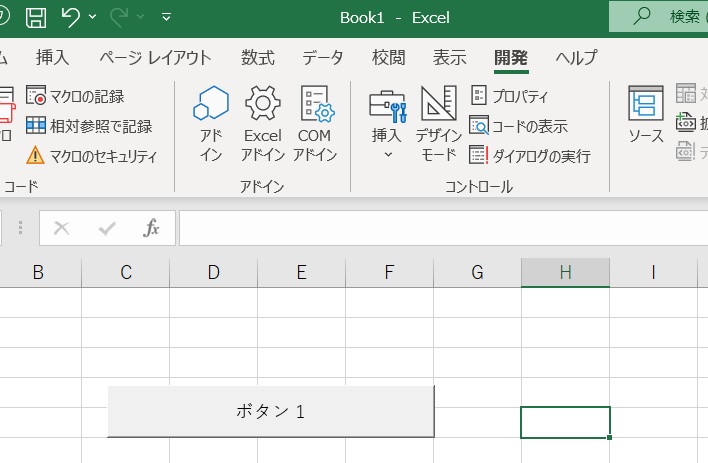 Book1 - Excel
検索
挿入 ページ レイアウト 数式 データ 校閲 表示 開発 ヘルプ
マクロの記録
相対参照で記録
マクロのセキュリティ
コード
アド
イン
Excel
アドイン
COM
アドイン
アドイン
挿入
デザイン
モード
プロパティ
コードの表示
ダイアログの実行
コントロール
ソース
fx
B C D E F G H I
ボタン 1